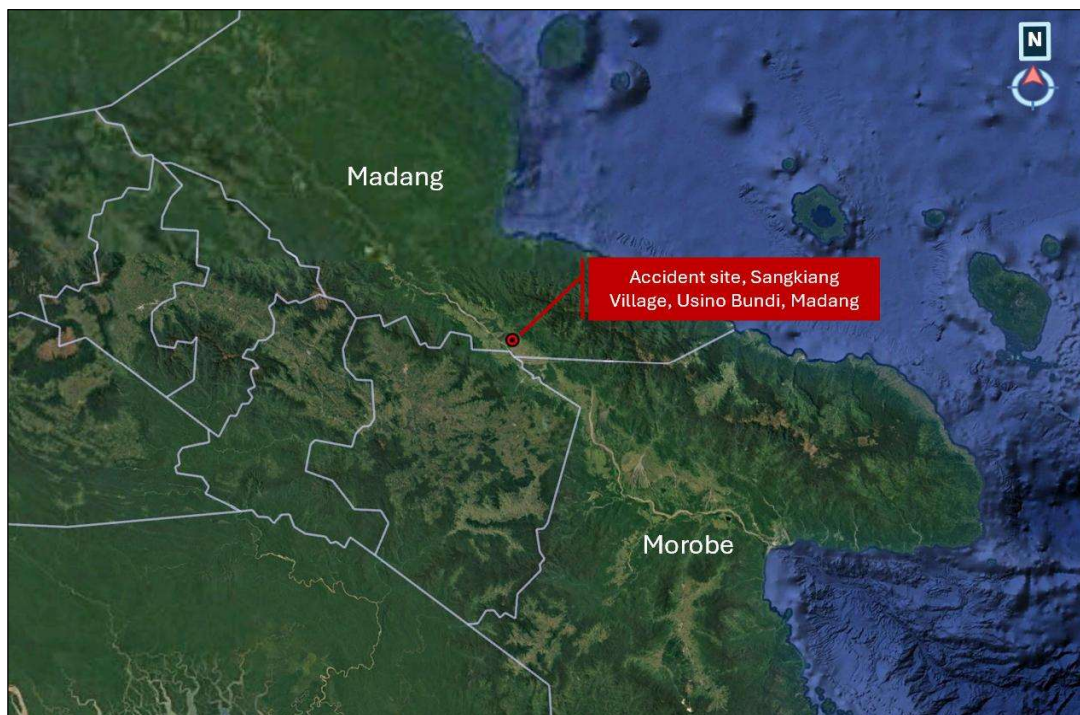 N
Madang
Accident site, Sangkiang
Village, Usino Bundi, Madang
Morobe